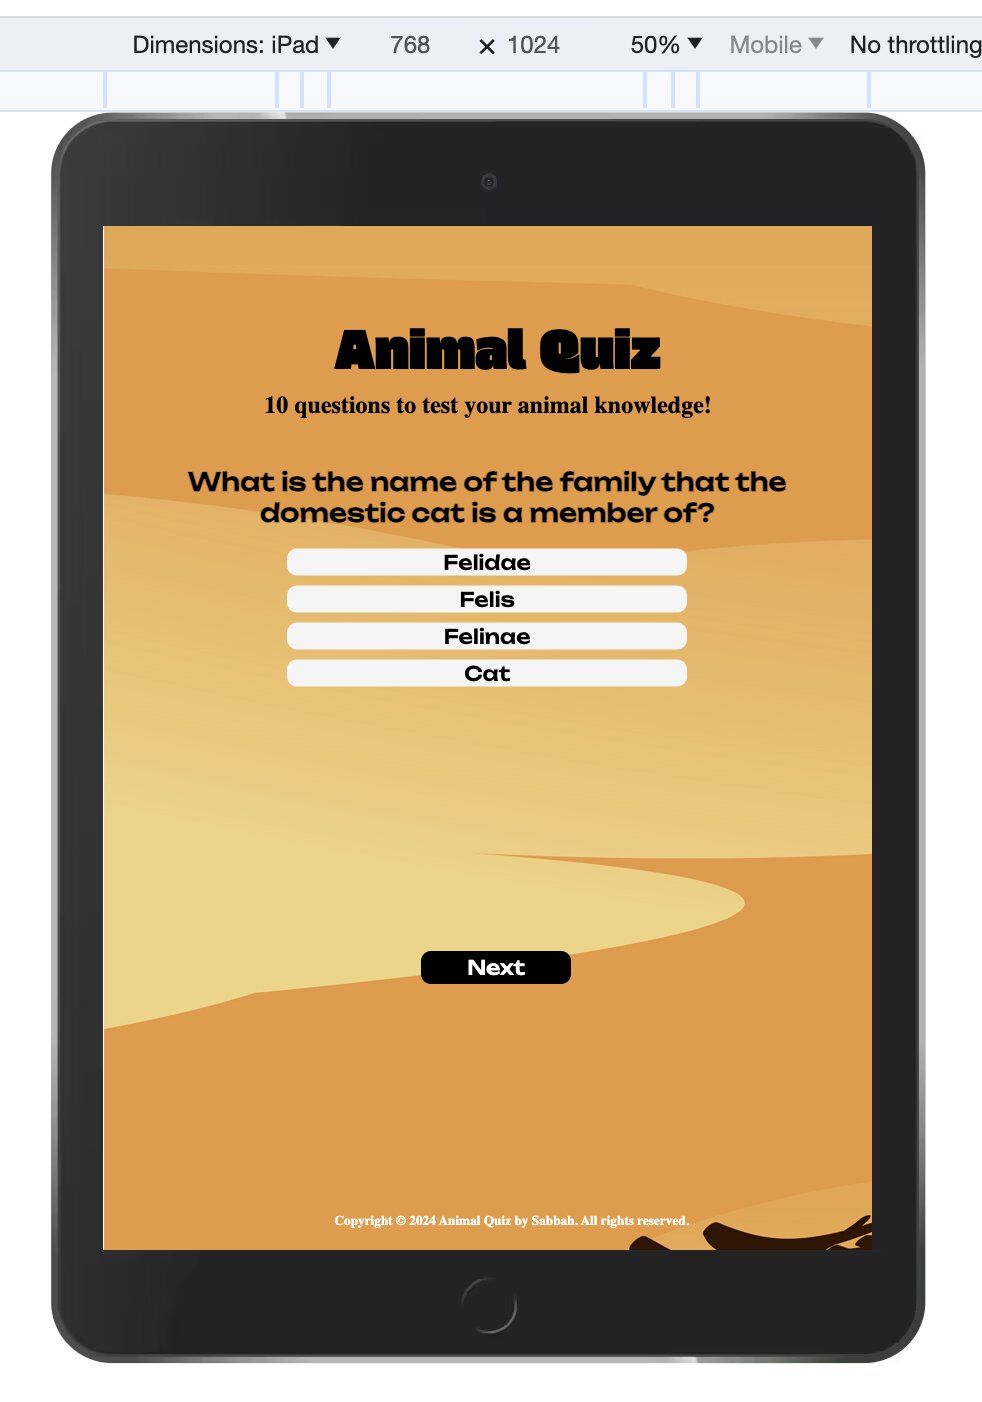 Dimensions: iPad ▼ 768 × 1024 50% ▼ Mobile ▼ No throttling
Animal Quiz
10 questions to test your animal knowledge!
What is the name of the family that the
domestic cat is a member of?
Felidae
Felis
Felinae
Cat
Next
Copyright © 2024 Animal Quiz by Sabbah. All rights reserved.